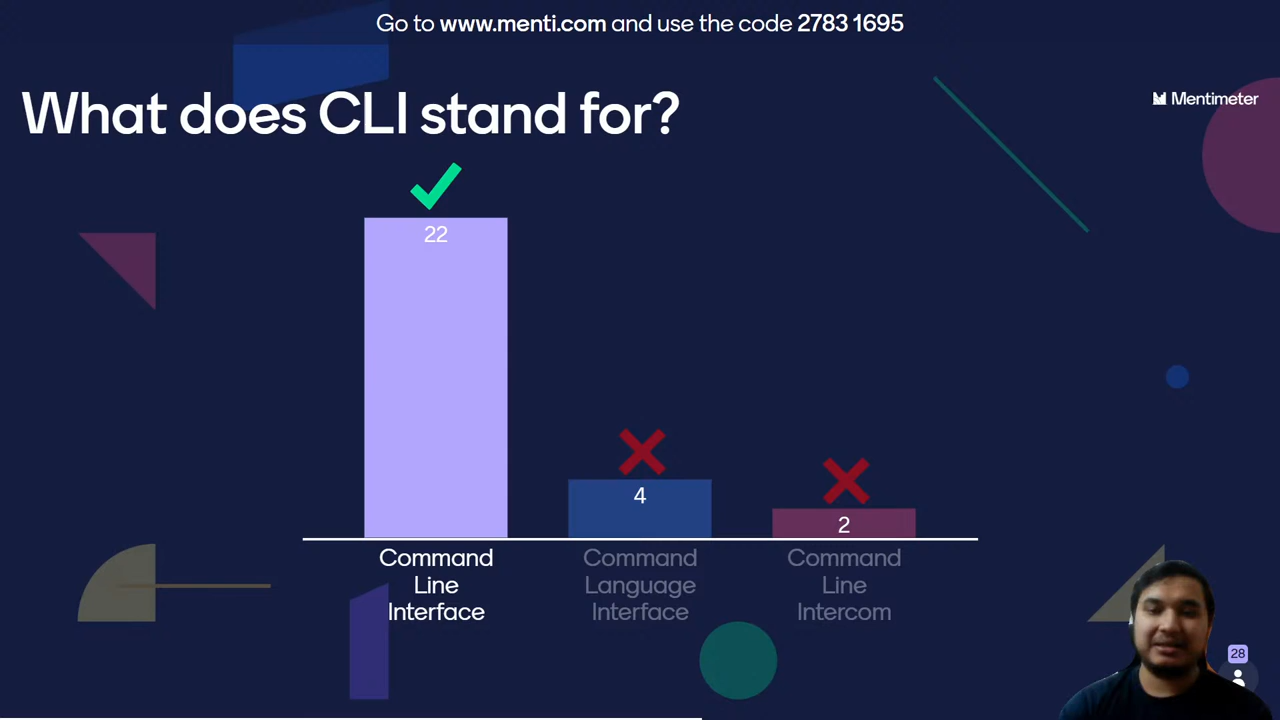 Go to www.menti.com and use the code 2783 1695
What does CLI stand for?
Mentimeter
22
4
2
Command
Line
Interface
Command
Language
Interface
Command
Line
Intercom
28